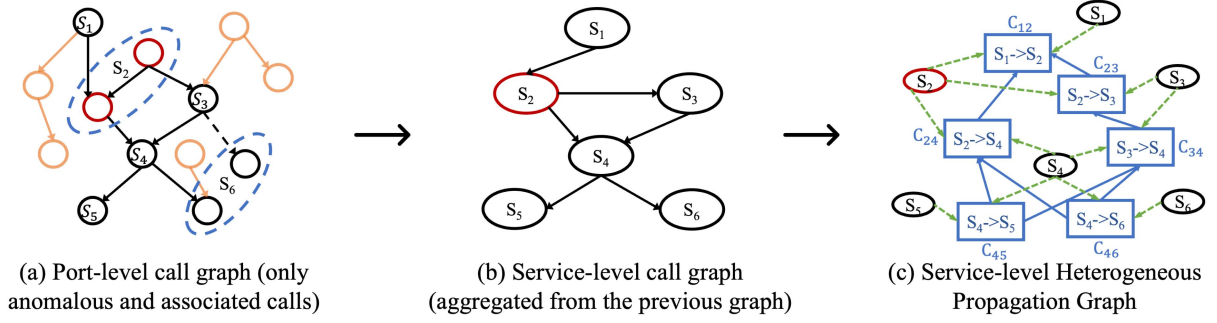 S₁
S₂
S₃
S₄
S₆
S₅
(a) Port-level call graph (only
anomalous and associated calls)
S₁
S₂
S₃
S₄
S₅
S₆
(b) Service-level call graph
(aggregated from the previous graph)
C₁₂
S₁
S₁->S₂
C₂₃
S₂
S₃
S₂->S₃
C₂₄
S₂->S₄
S₃->S₄
C₃₄
S₄
S₅
S₆
S₄->S₅
S₄->S₆
C₄₅
C₄₆
(c) Service-level Heterogeneous
Propagation Graph